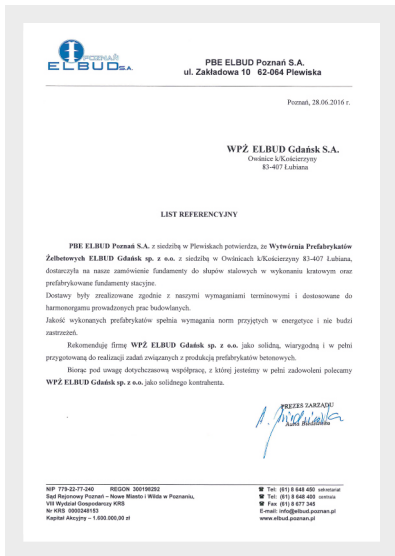 POZNAŃ
ELBUD S.A.
PBE ELBUD Poznań S.A.
ul. Zakładowa 10 62-064 Plewiska
Poznań, 28.06.2016 r.
WPŻ ELBUD Gdańsk S.A.
Owśnice k/Kościerzyny
83-407 Łubiana
LIST REFERENCYJNY
PBE ELBUD Poznań S.A. z siedzibą w Plewiskach potwierdza, że Wytwórnia Prefabrykatów
Żelbetowych ELBUD Gdańsk sp. z o.o. z siedzibą w Owśnicach k/Kościerzyny 83-407 Łubiana,
dostarczyła na nasze zamówienie fundamenty do słupów stalowych w wykonaniu kratowym oraz
prefabrykowane fundamenty stacyjne.
Dostawy były zrealizowane zgodnie z naszymi wymaganiami terminowymi i dostosowane do
harmonogramu prowadzonych prac budowlanych.
Jakość wykonanych prefabrykatów spełnia wymagania norm przyjętych w energetyce i nie budzi
zastrzeżeń.
Rekomenduję firmę WPŻ ELBUD Gdańsk sp. z o.o. jako solidną, wiarygodną i w pełni
przygotowaną do realizacji zadań związanych z produkcją prefabrykatów betonowych.
Biorąc pod uwagę dotychczasową współpracę, z której jesteśmy w pełni zadowoleni polecamy
WPŻ ELBUD Gdańsk sp. z o.o. jako solidnego kontrahenta.
PREZES ZARZĄDU
NIP 779-22-77-240 REGON 300198292
Sąd Rejonowy Poznań – Nowe Miasto i Wilda w Poznaniu,
VIII Wydział Gospodarczy KRS
Nr KRS 0000248153
Kapitał Akcyjny – 1.600.000,00 zł
Tel: (61) 8 648 450 sekretariat
Tel: (61) 8 648 400 centrala
Fax (61) 8 677 345
E-mail: info@elbud.poznan.pl
www.elbud.poznan.pl